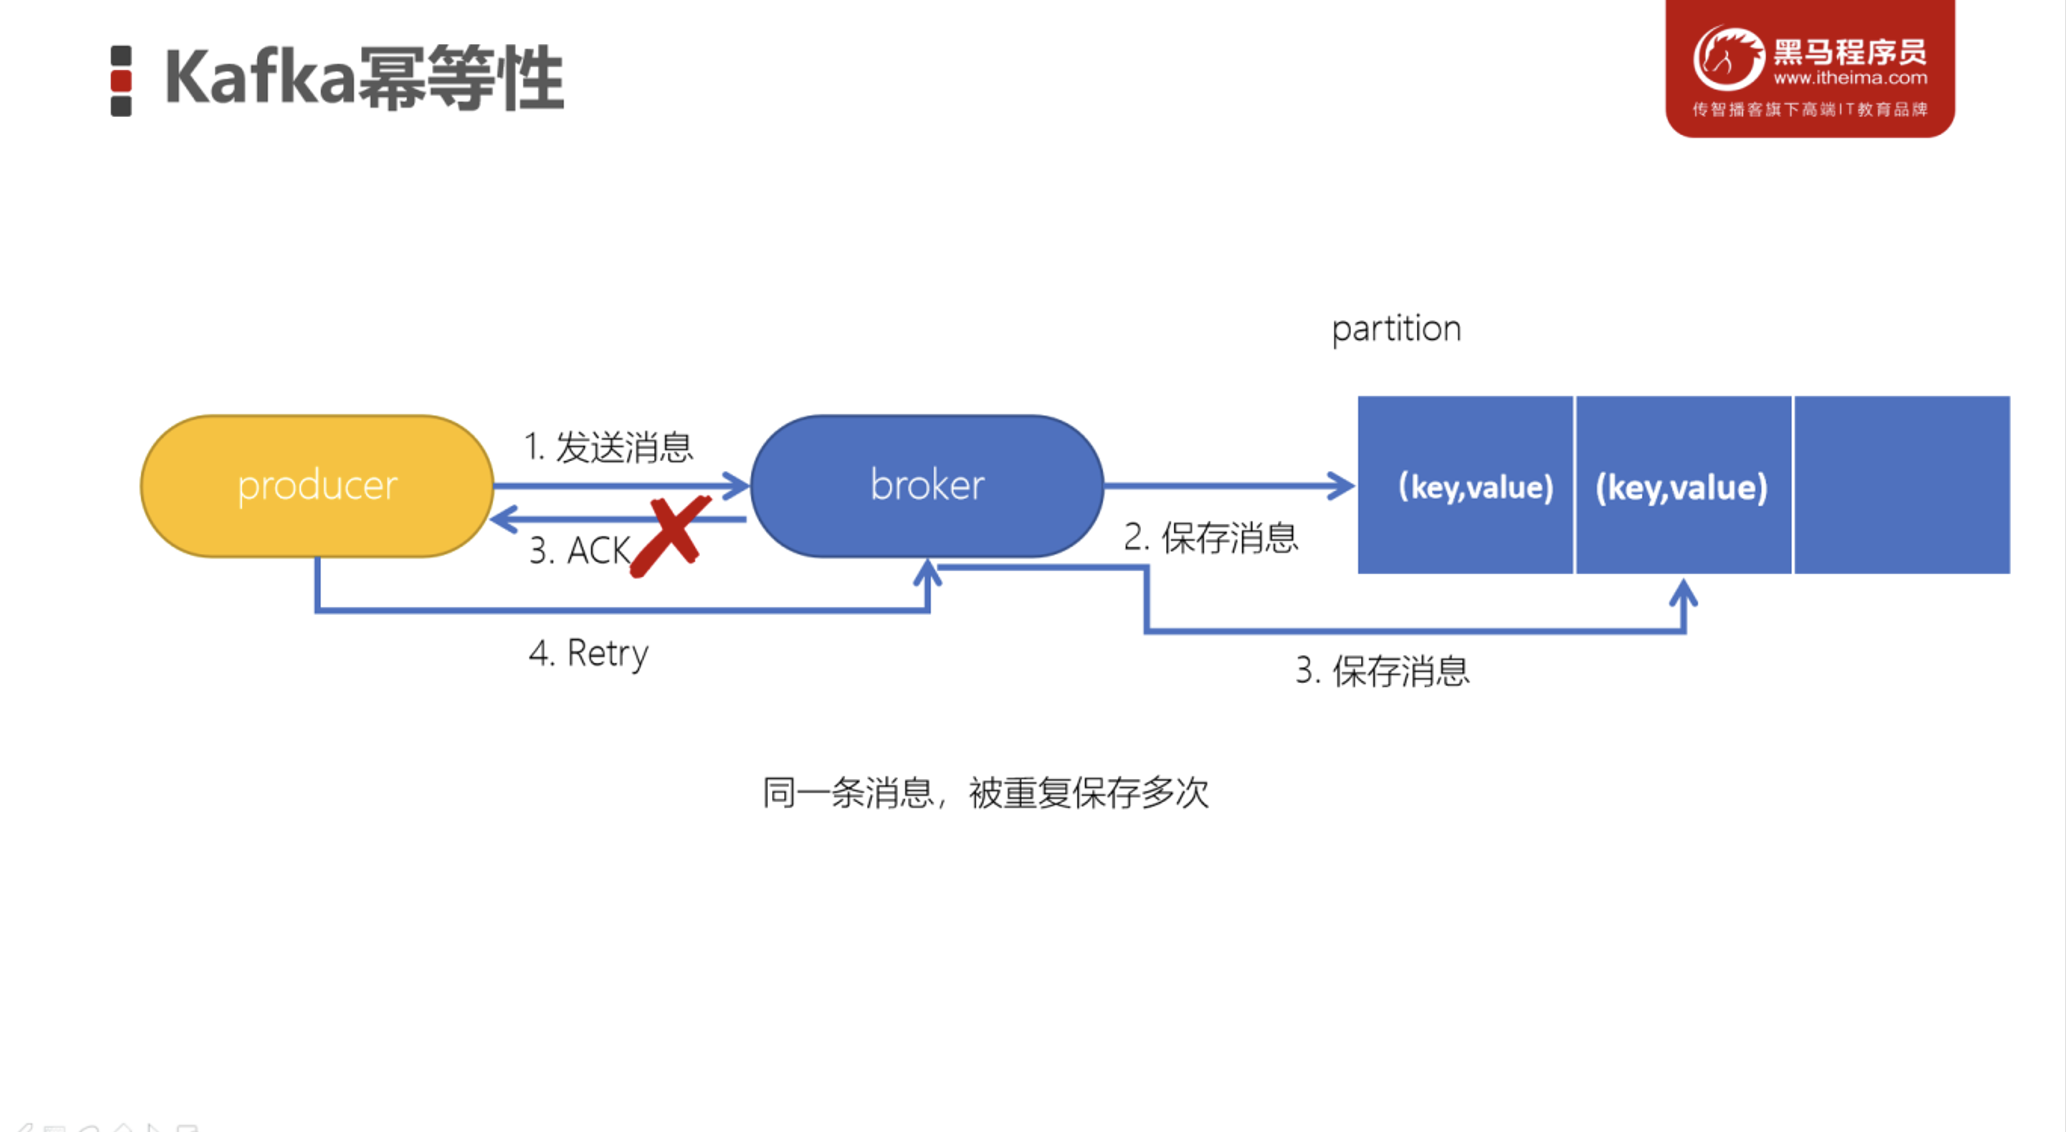 Kafka幂等性
黑马程序员
www.itheima.com
传智播客旗下高端IT教育品牌
partition
1. 发送消息
producer
broker
(key,value)
(key,value)
3. ACK
2. 保存消息
4. Retry
3. 保存消息
同一条消息，被重复保存多次